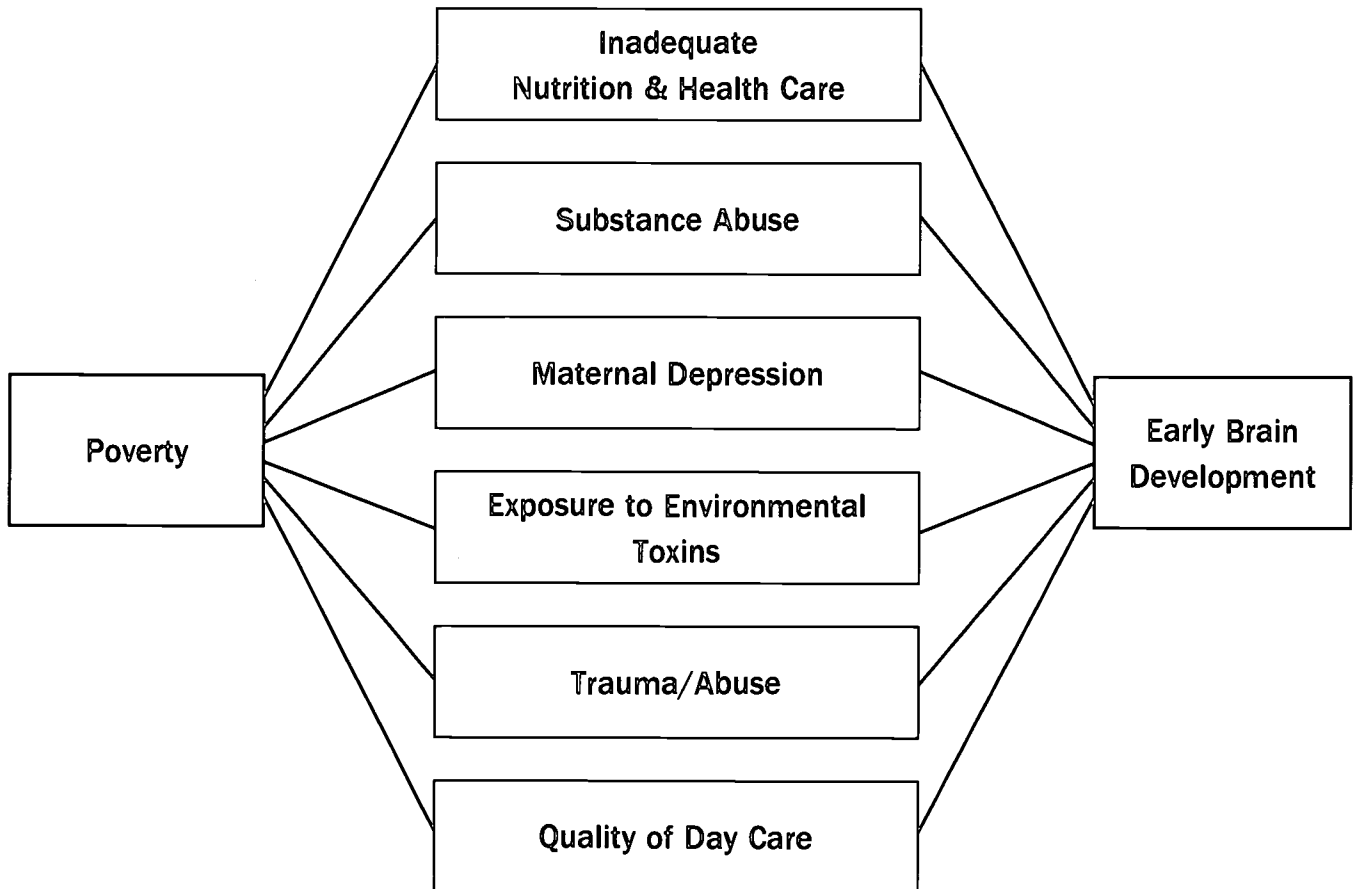 Inadequate
Nutrition & Health Care
Substance Abuse
Maternal Depression
Poverty
Early Brain
Development
Exposure to Environmental
Toxins
Trauma/Abuse
Quality of Day Care